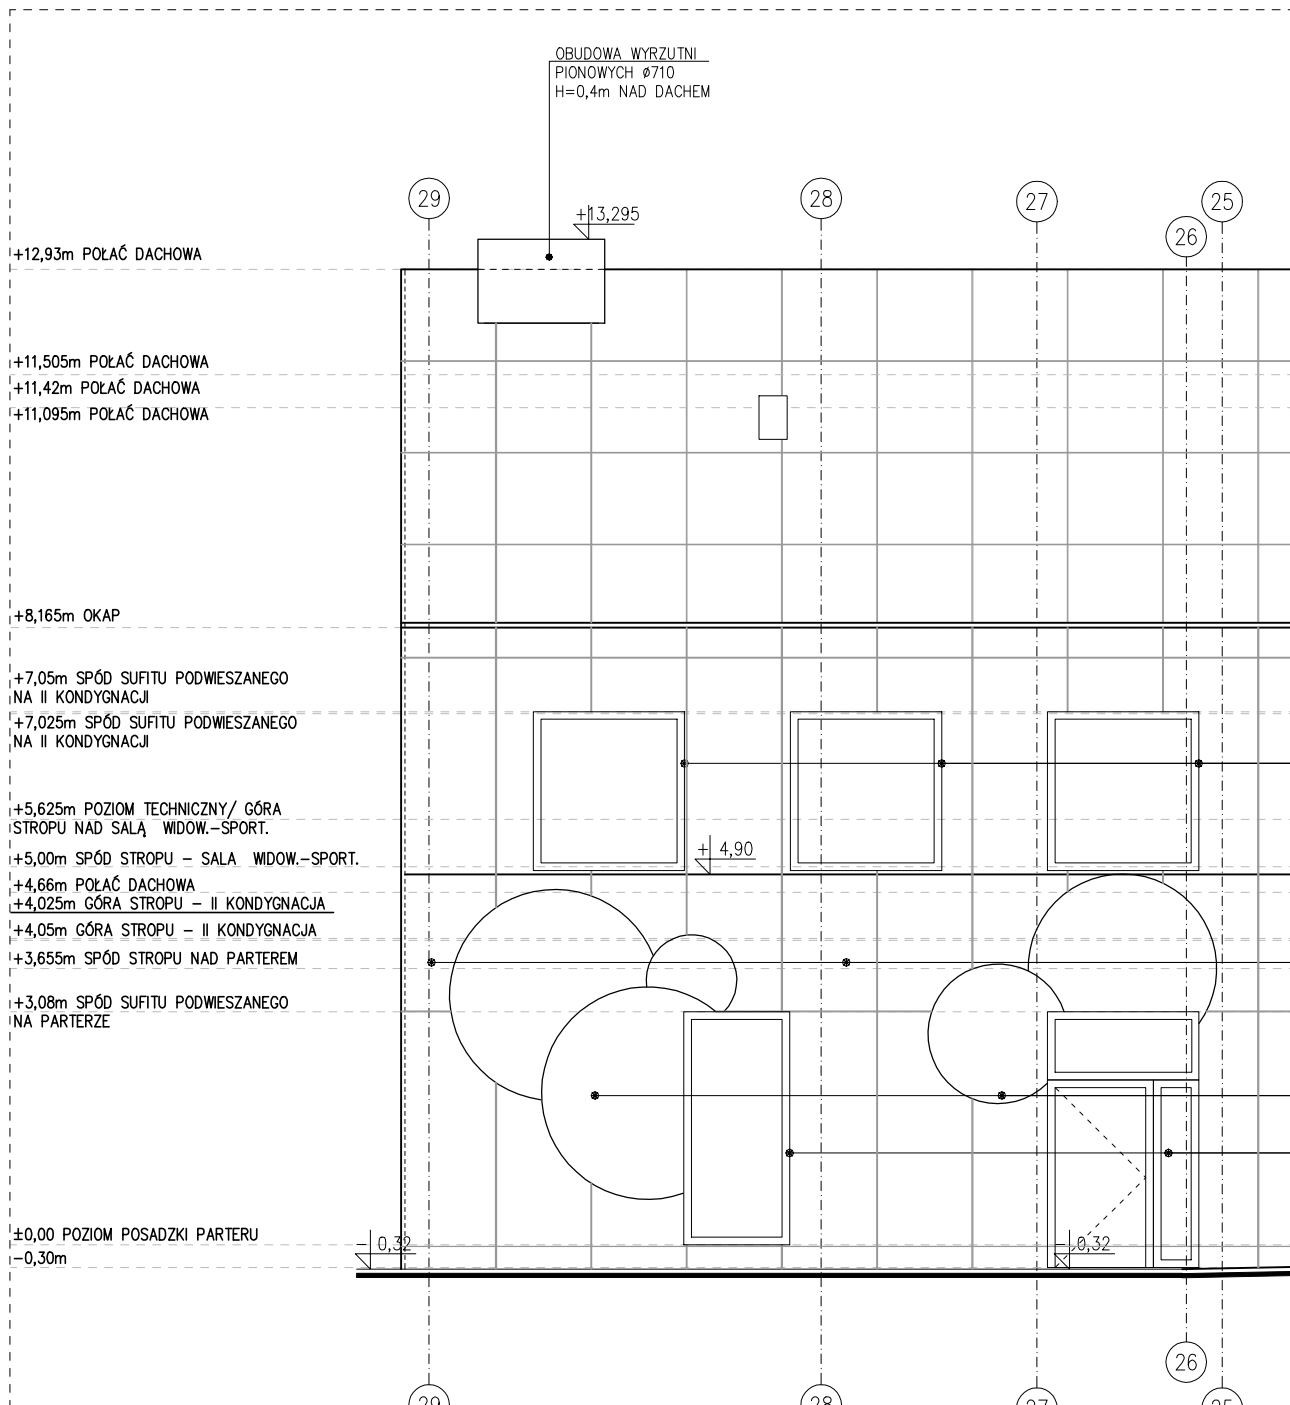 OBUDOWA WYRZUTNI
PIONOWYCH ø710
H=0,4m NAD DACHEM
29
28
27
26
25
+13,295
+12,93m POŁAĆ DACHOWA
+11,505m POŁAĆ DACHOWA
+11,42m POŁAĆ DACHOWA
+11,095m POŁAĆ DACHOWA
+8,165m OKAP
+7,05m SPÓD SUFITU PODWIESZANEGO
NA II KONDYGNACJI
+7,025m SPÓD SUFITU PODWIESZANEGO
NA II KONDYGNACJI
+5,625m POZIOM TECHNICZNY/ GÓRA
STROPU NAD SALĄ WIDOW.-SPORT.
+ 4,90
+5,00m SPÓD STROPU - SALA WIDOW.-SPORT.
+4,66m POŁAĆ DACHOWA
+4,025m GÓRA STROPU - II KONDYGNACJA
+4,05m GÓRA STROPU - II KONDYGNACJA
+3,655m SPÓD STROPU NAD PARTEREM
+3,08m SPÓD SUFITU PODWIESZANEGO
NA PARTERZE
±0,00 POZIOM POSADZKI PARTERU
-0,30m
- 0,32
- 0,32
26
29
28
27
25